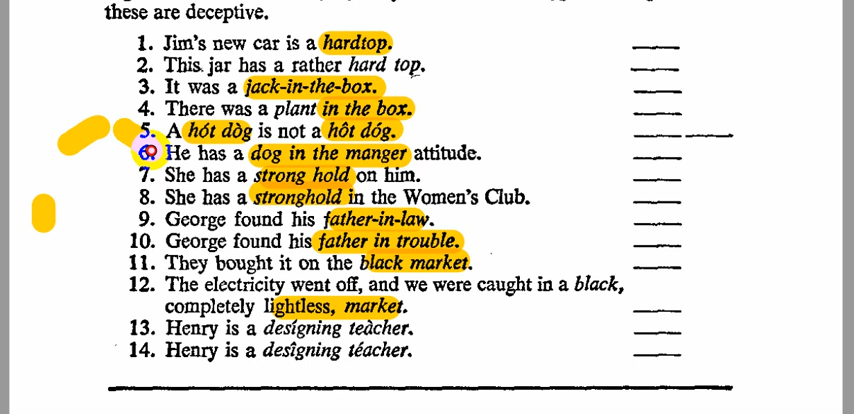 these are deceptive.
1. Jim's new car is a hardtop.
2. This jar has a rather hard top.
3. It was a jack-in-the-box.
4. There was a plant in the box.
5. A hót dòg is not a hôt dóg.
6. He has a dog in the manger attitude.
7. She has a strong hold on him.
8. She has a stronghold in the Women's Club.
9. George found his father-in-law.
10. George found his father in trouble.
11. They bought it on the black market.
12. The electricity went off, and we were caught in a black,
completely lightless, market.
13. Henry is a desígning teàcher.
14. Henry is a desîgning téacher.